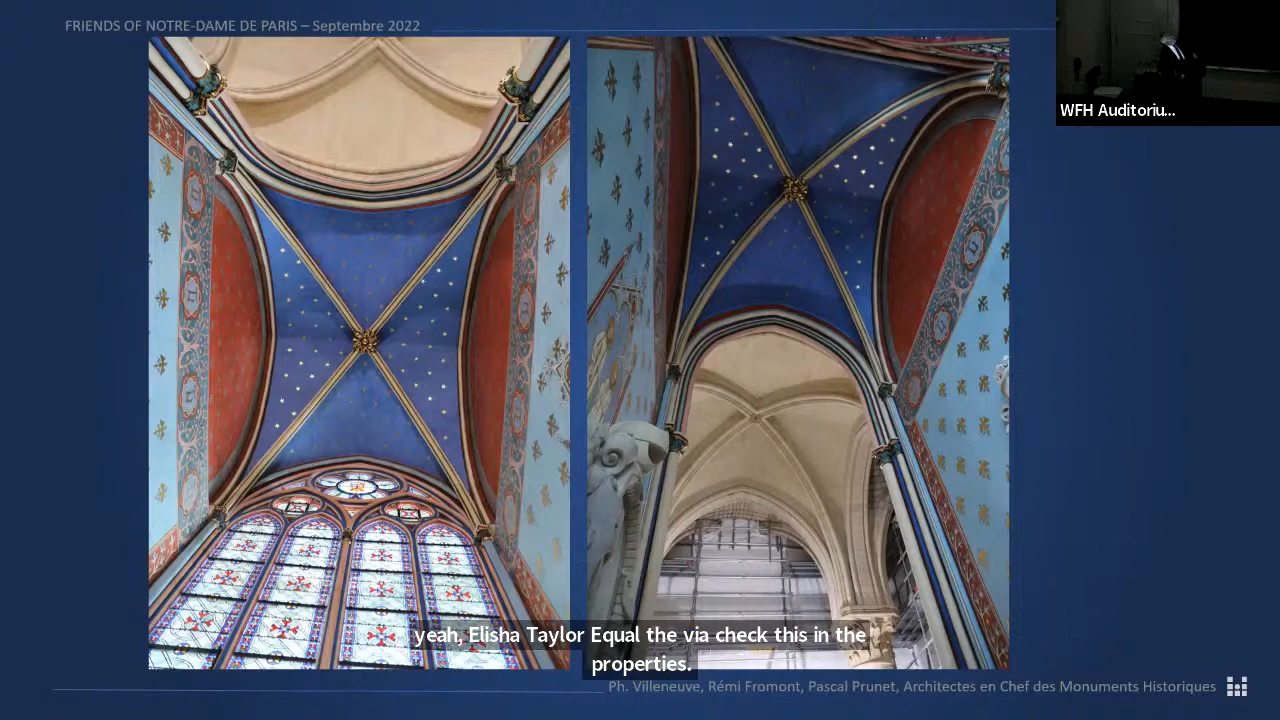 FRIENDS OF NOTRE-DAME DE PARIS – Septembre 2022
WFH Auditoriu...
yeah, Elisha Taylor Equal the via check this in the
properties.
Ph. Villeneuve, Rémi Fromont, Pascal Prunet, Architectes en Chef des Monuments Historiques